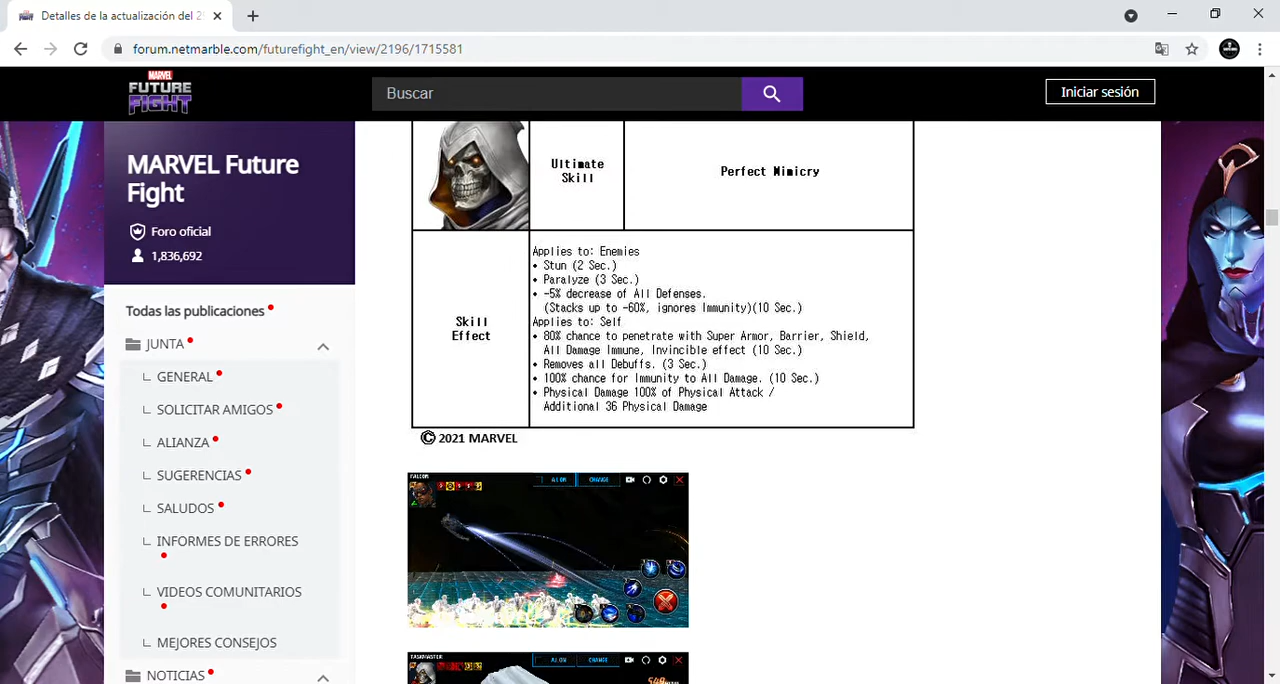 Detalles de la actualización del 2
forum.netmarble.com/futurefight_en/view/2196/1715581
MARVEL
FUTURE
FIGHT
Buscar
Iniciar sesión
MARVEL Future
Fight
Foro oficial
1,836,692
Todas las publicaciones
JUNTA
GENERAL
SOLICITAR AMIGOS
ALIANZA
SUGERENCIAS
SALUDOS
INFORMES DE ERRORES
VIDEOS COMUNITARIOS
MEJORES CONSEJOS
NOTICIAS
Ultimate
Skill
Perfect Mimicry
Skill
Effect
Applies to: Enemies
• Stun (2 Sec.)
• Paralyze (3 Sec.)
• -5% decrease of All Defenses.
(Stacks up to -60%, ignores Immunity)(10 Sec.)
Applies to: Self
• 80% chance to penetrate with Super Armor, Barrier, Shield,
All Damage Immune, Invincible effect (10 Sec.)
• Removes all Debuffs. (3 Sec.)
• 100% chance for Immunity to All Damage. (10 Sec.)
• Physical Damage 100% of Physical Attack /
Additional 36 Physical Damage
© 2021 MARVEL
FALCON
AI ON
CHANGE
TASKMASTER
AI ON
CHANGE